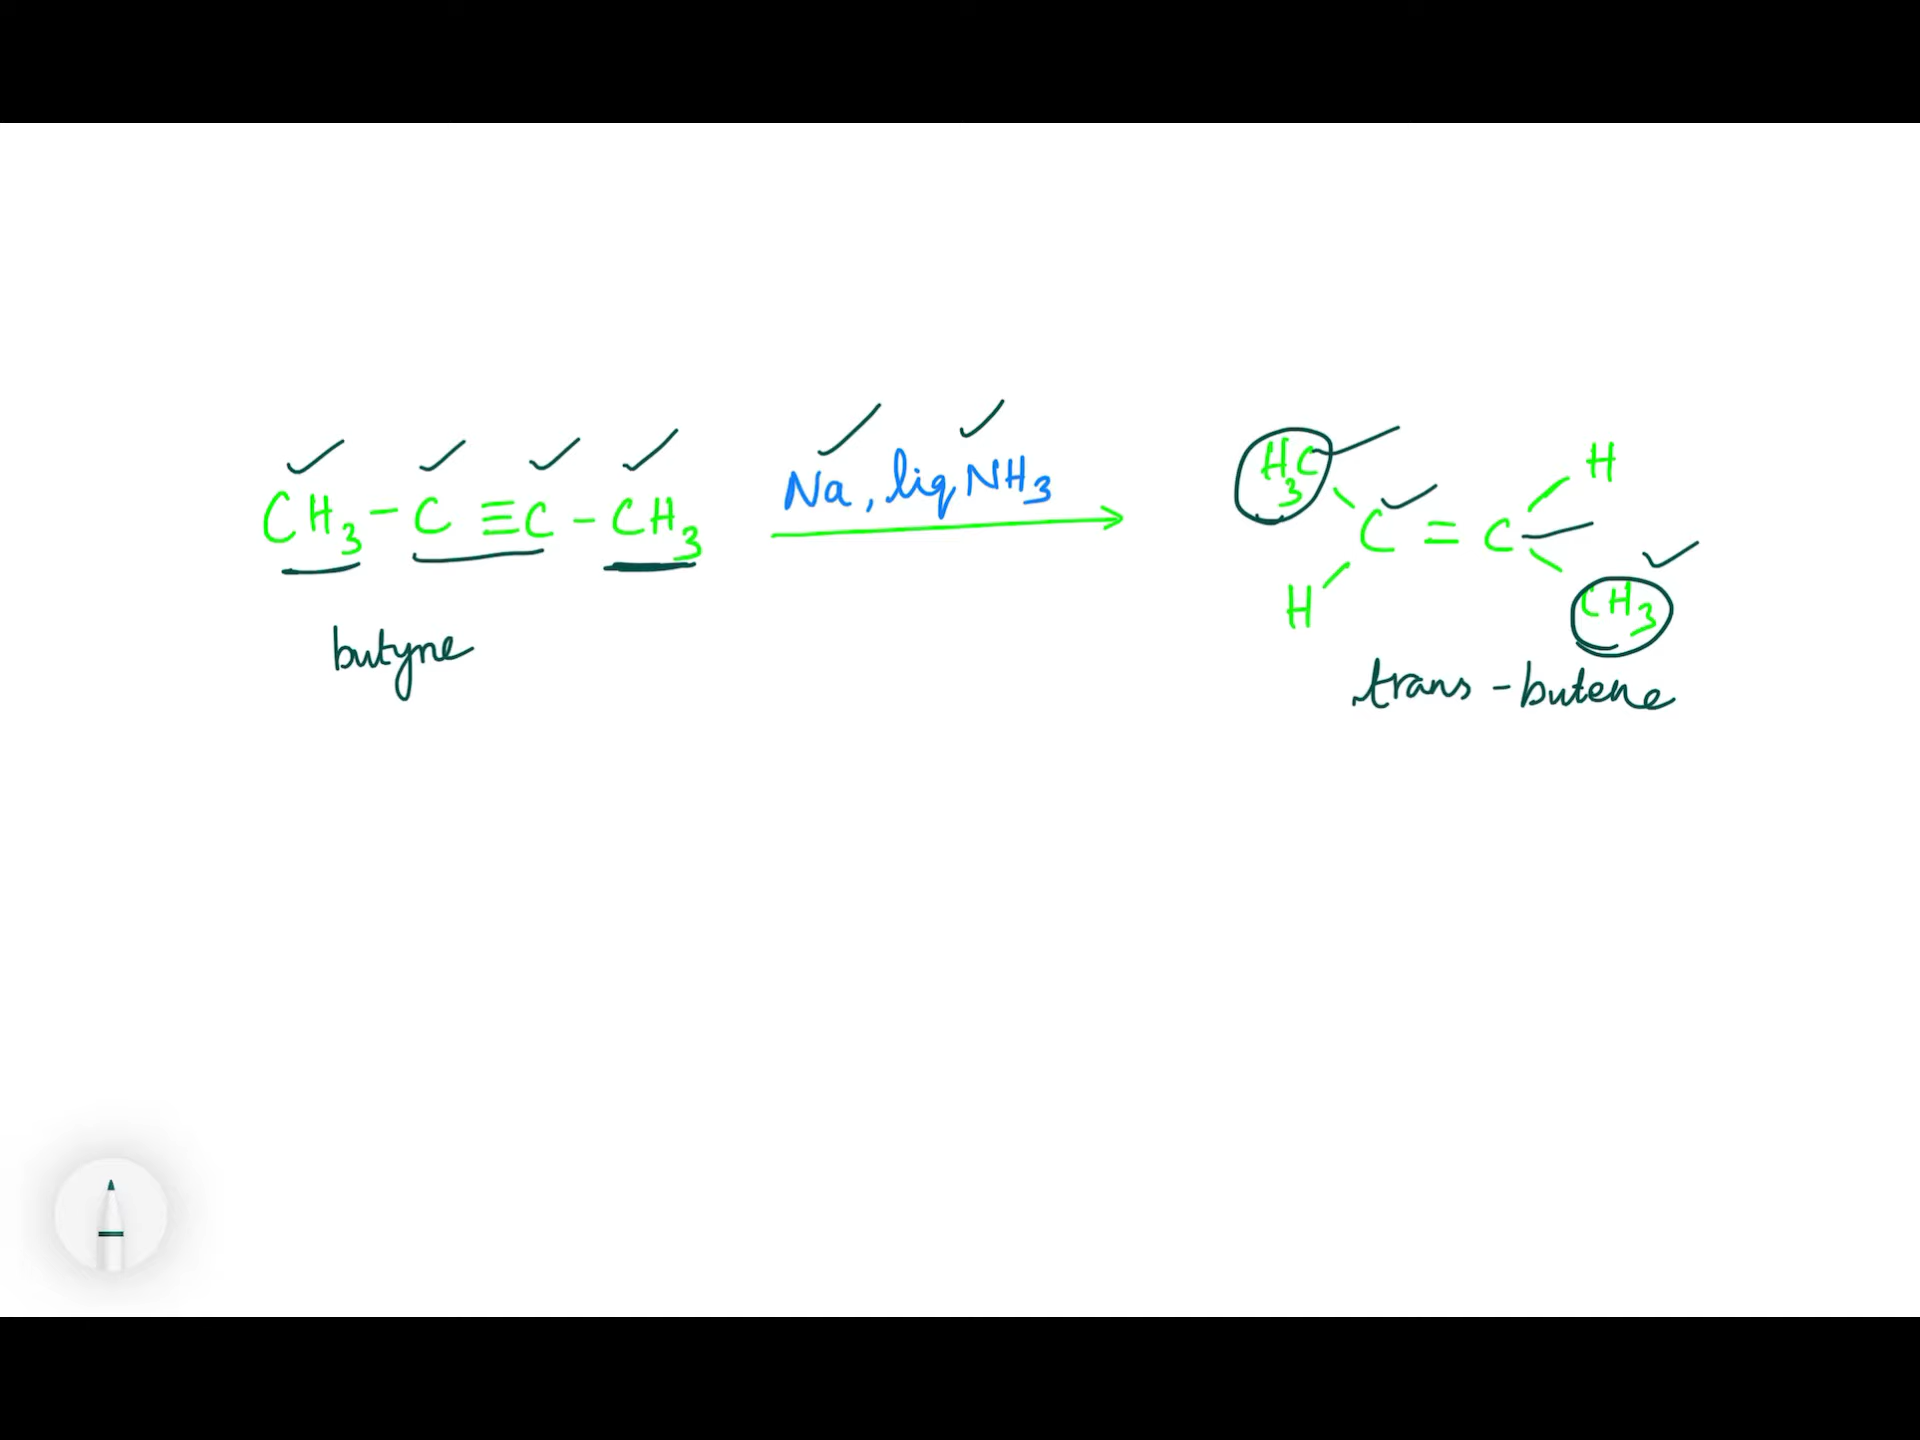 CH₃ - C ≡ C - CH₃
Na, liq NH₃
H₃C H
C = C
H CH₃
butyne
trans - butene